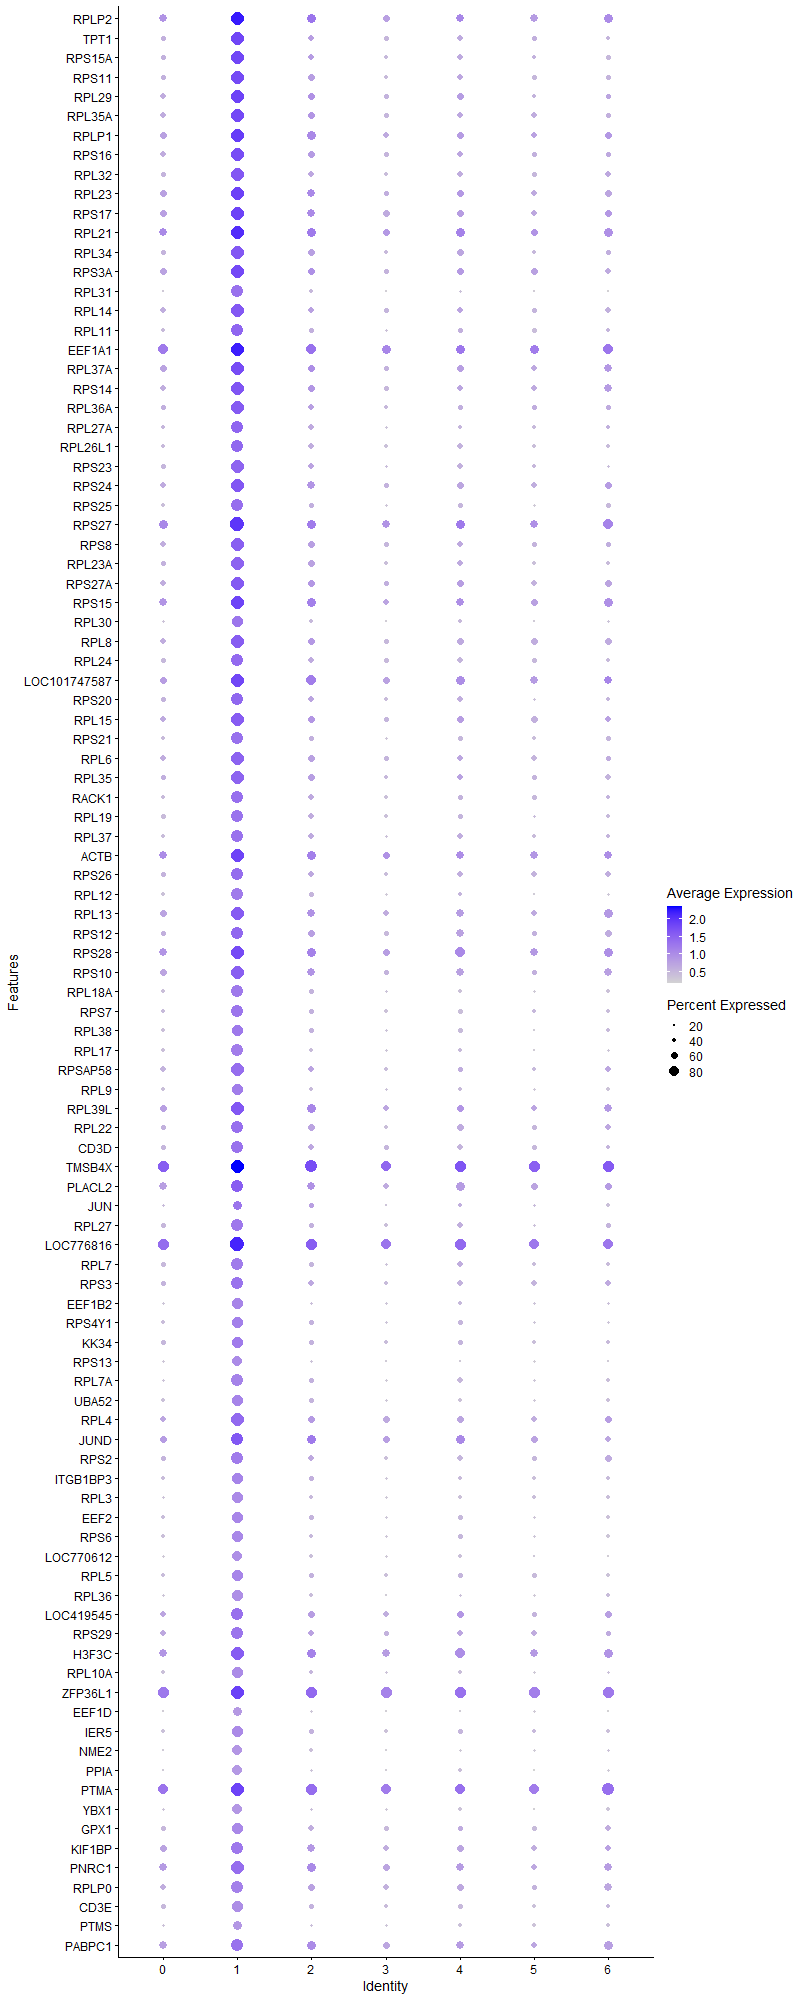 RPLP2
TPT1
RPS15A
RPS11
RPL29
RPL35A
RPLP1
RPS16
RPL32
RPL23
RPS17
RPL21
RPL34
RPS3A
RPL31
RPL14
RPL11
EEF1A1
RPL37A
RPS14
RPL36A
RPL27A
RPL26L1
RPS23
RPS24
RPS25
RPS27
RPS8
RPL23A
RPS27A
RPS15
RPL30
RPL8
RPL24
LOC101747587
RPS20
RPL15
RPS21
RPL6
RPL35
RACK1
RPL19
RPL37
ACTB
RPS26
RPL12
RPL13
RPS12
RPS28
RPS10
RPL18A
RPS7
RPL38
RPL17
RPSAP58
RPL9
RPL39L
RPL22
CD3D
TMSB4X
PLACL2
JUN
RPL27
LOC776816
RPL7
RPS3
EEF1B2
RPS4Y1
KK34
RPS13
RPL7A
UBA52
RPL4
JUND
RPS2
ITGB1BP3
RPL3
EEF2
RPS6
LOC770612
RPL5
RPL36
LOC419545
RPS29
H3F3C
RPL10A
ZFP36L1
EEF1D
IER5
NME2
PPIA
PTMA
YBX1
GPX1
KIF1BP
PNRC1
RPLP0
CD3E
PTMS
PABPC1
Features
0 1 2 3 4 5 6
Identity
Average Expression
2.0
1.5
1.0
0.5
Percent Expressed
20
40
60
80